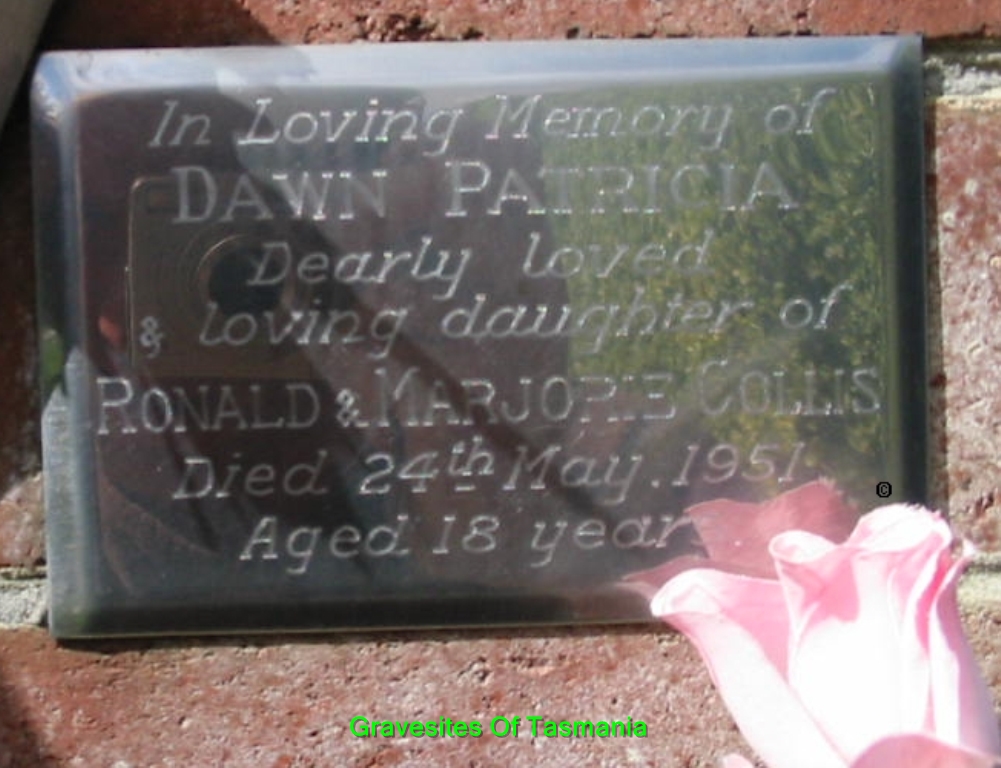 In Loving Memory of
DAWN PATRICIA
Dearly loved
& loving daughter of
RONALD & MARJORIE COLLIS
Died 24th May. 1951
Aged 18 year
©
Gravesites Of Tasmania